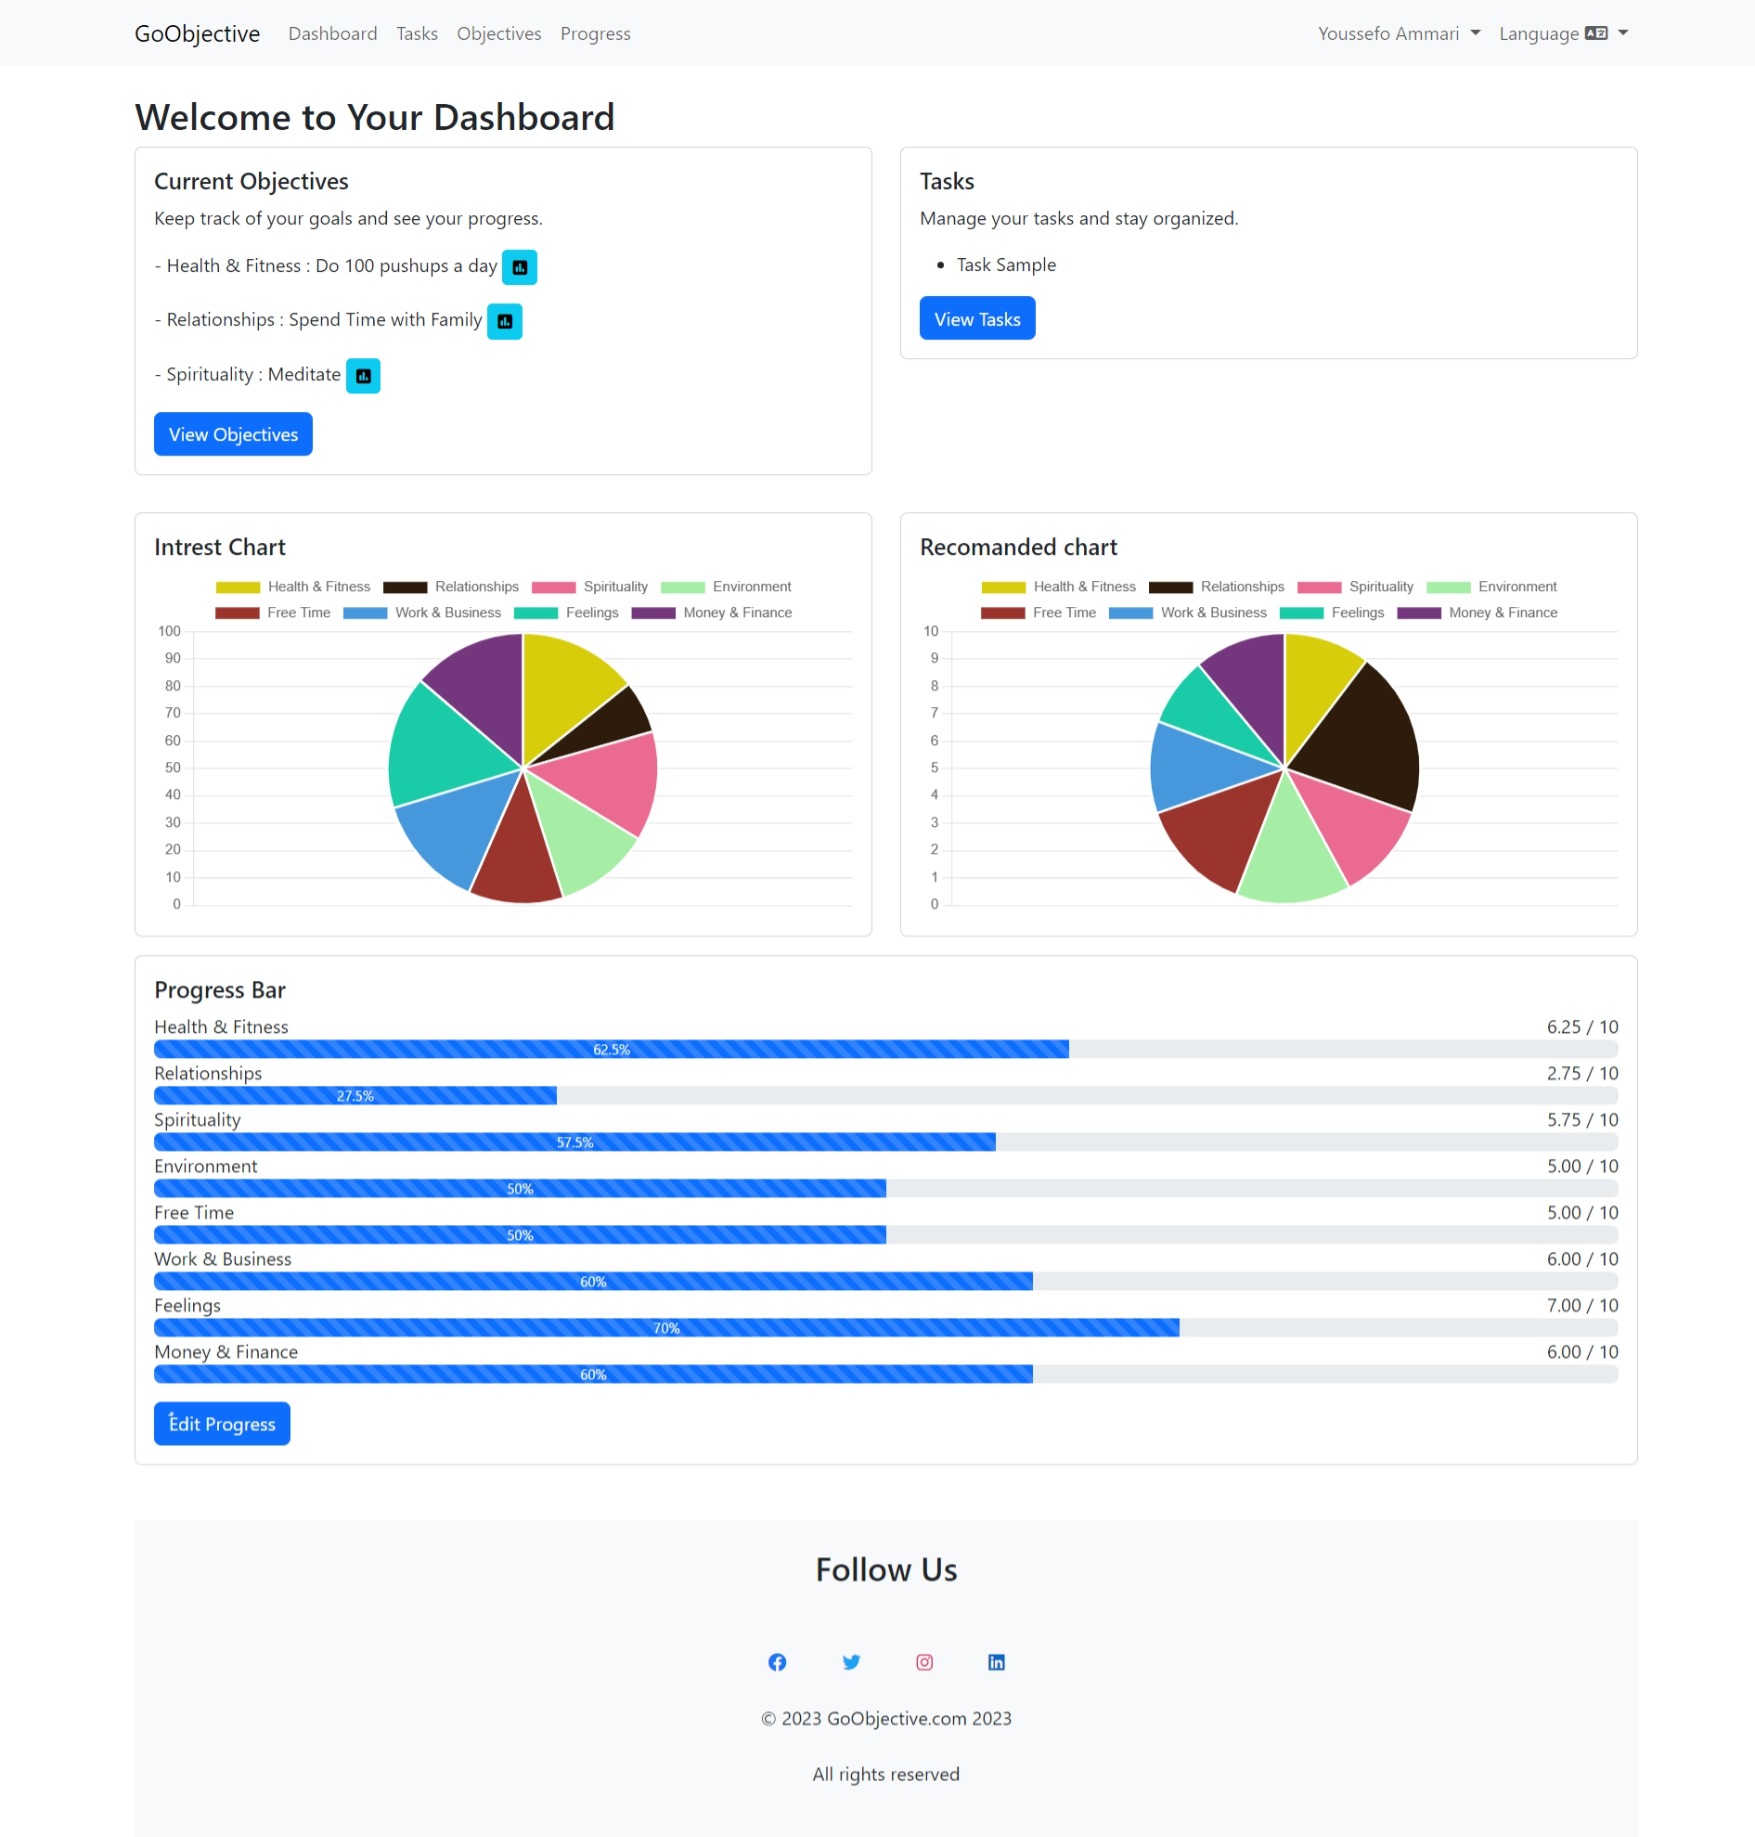 GoObjective Dashboard Tasks Objectives Progress Youssefo Ammari Language
Welcome to Your Dashboard
Current Objectives
Keep track of your goals and see your progress.
- Health & Fitness : Do 100 pushups a day
- Relationships : Spend Time with Family
- Spirituality : Meditate
View Objectives
Tasks
Manage your tasks and stay organized.
• Task Sample
View Tasks
Intrest Chart
Health & Fitness Relationships Spirituality Environment
Free Time Work & Business Feelings Money & Finance
100
90
80
70
60
50
40
30
20
10
0
Recomanded chart
Health & Fitness Relationships Spirituality Environment
Free Time Work & Business Feelings Money & Finance
10
9
8
7
6
5
4
3
2
1
0
Progress Bar
Health & Fitness 6.25 / 10
62.5%
Relationships 2.75 / 10
27.5%
Spirituality 5.75 / 10
57.5%
Environment 5.00 / 10
50%
Free Time 5.00 / 10
50%
Work & Business 6.00 / 10
60%
Feelings 7.00 / 10
70%
Money & Finance 6.00 / 10
60%
Edit Progress
Follow Us
© 2023 GoObjective.com 2023
All rights reserved